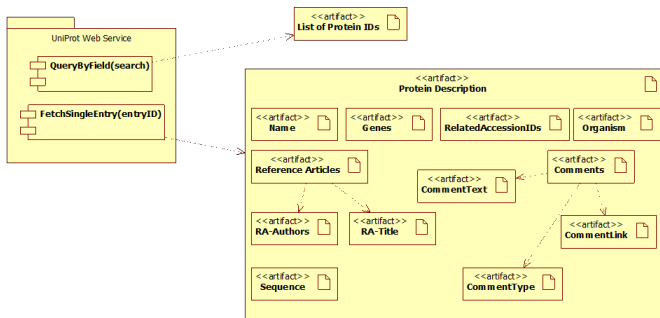 UniProt Web Service
QueryByField(search)
FetchSingleEntry(entryID)
<<artifact>>
List of Protein IDs
<<artifact>>
Protein Description
<<artifact>>
Name
<<artifact>>
Genes
<<artifact>>
RelatedAccessionIDs
<<artifact>>
Organism
<<artifact>>
Reference Articles
<<artifact>>
Comments
<<artifact>>
CommentText
<<artifact>>
RA-Authors
<<artifact>>
RA-Title
<<artifact>>
CommentLink
<<artifact>>
Sequence
<<artifact>>
CommentType